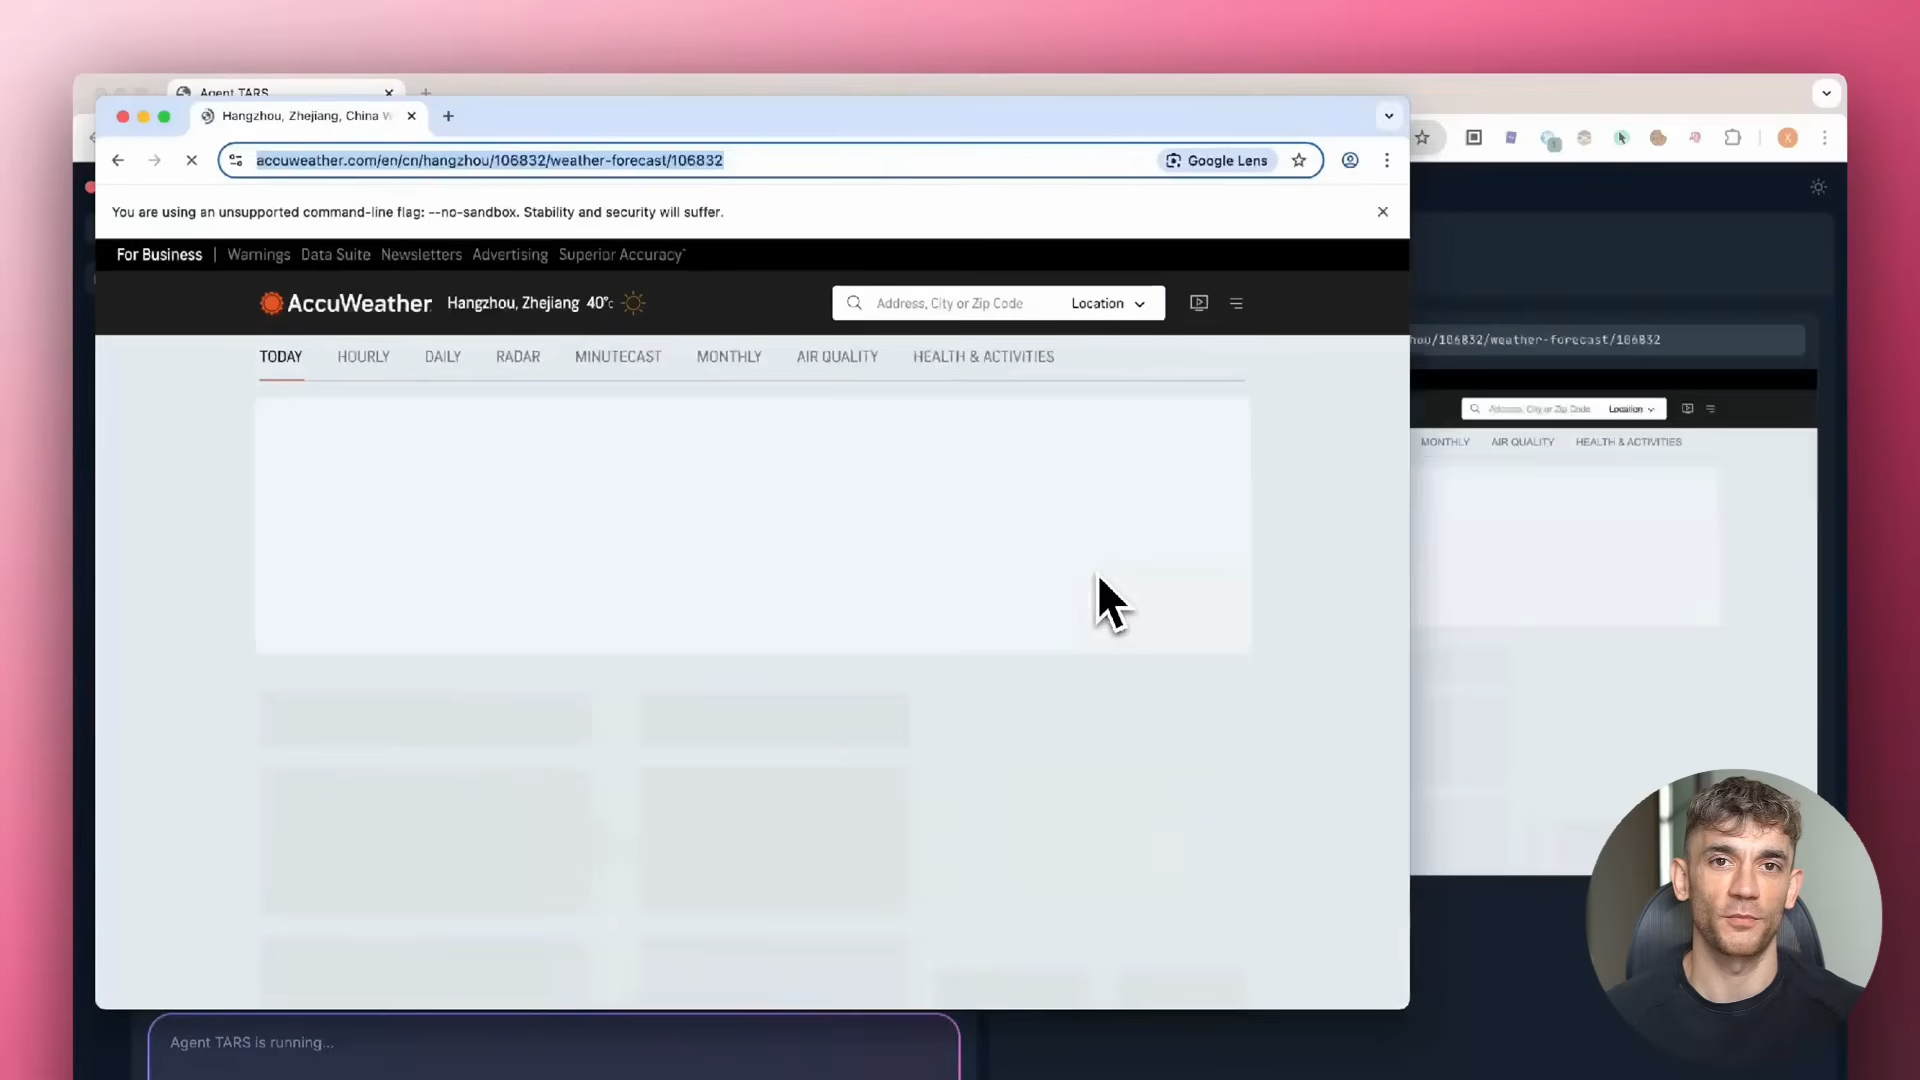 Agent TARS
Hangzhou, Zhejiang, China W
accuweather.com/en/cn/hangzhou/106832/weather-forecast/106832
Google Lens
You are using an unsupported command-line flag: --no-sandbox. Stability and security will suffer.
For Business | Warnings Data Suite Newsletters Advertising Superior Accuracy™
AccuWeather Hangzhou, Zhejiang 40°C
Address, City or Zip Code Location
TODAY HOURLY DAILY RADAR MINUTECAST MONTHLY AIR QUALITY HEALTH & ACTIVITIES
X
hou/106832/weather-forecast/106832
Address, City or Zip Code Location
MONTHLY AIR QUALITY HEALTH & ACTIVITIES
Agent TARS is running...